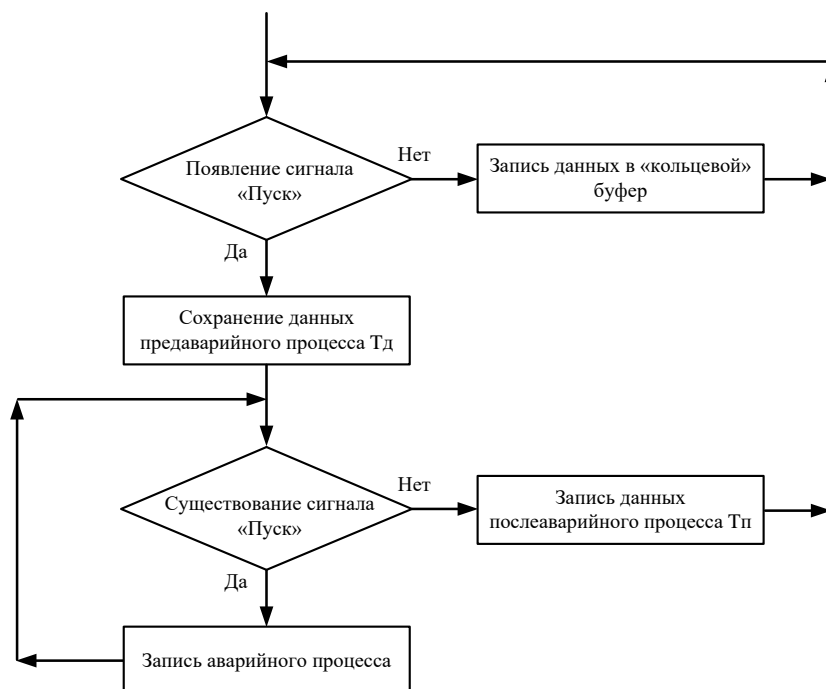 Появление сигнала
«Пуск»
Нет
Запись данных в «кольцевой»
буфер
Да
Сохранение данных
предаварийного процесса Тд
Существование сигнала
«Пуск»
Нет
Запись данных
послеаварийного процесса Тп
Да
Запись аварийного процесса